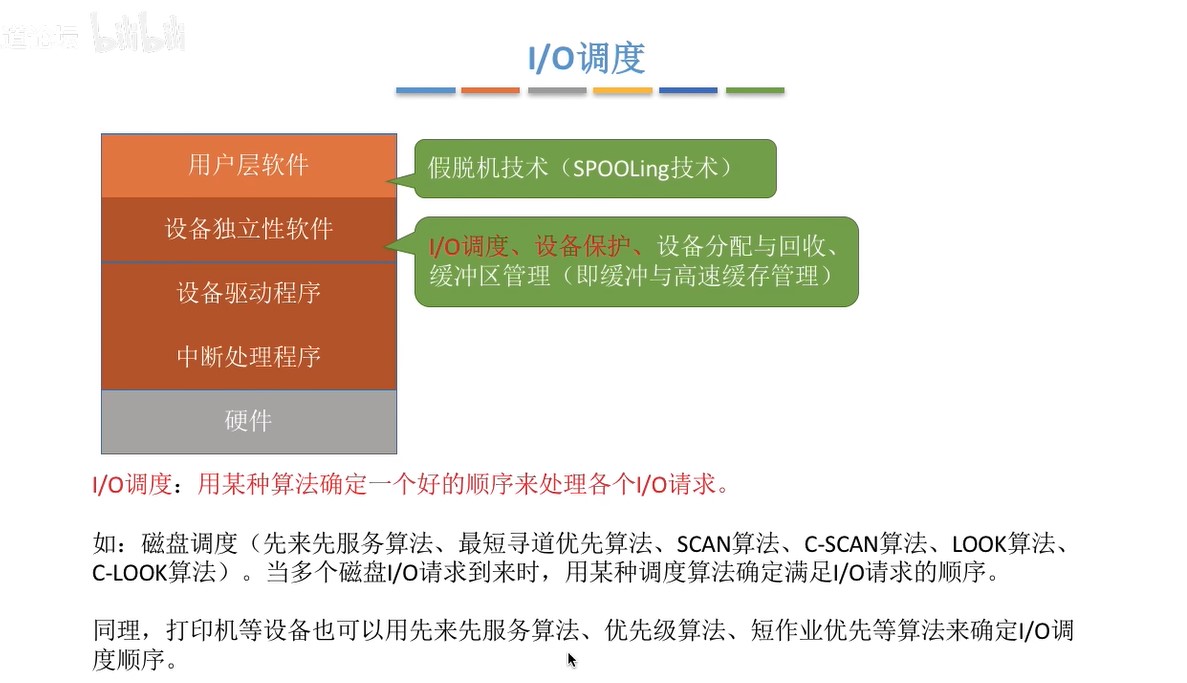 bilibili
I/O调度
用户层软件
假脱机技术（SPOOLing技术）
设备独立性软件
I/O调度、设备保护、设备分配与回收、
缓冲区管理（即缓冲与高速缓存管理）
设备驱动程序
中断处理程序
硬件
I/O调度：用某种算法确定一个好的顺序来处理各个I/O请求。
如：磁盘调度（先来先服务算法、最短寻道优先算法、SCAN算法、C-SCAN算法、LOOK算法、
C-LOOK算法）。当多个磁盘I/O请求到来时，用某种调度算法确定满足I/O请求的顺序。
同理，打印机等设备也可以用先来先服务算法、优先级算法、短作业优先等算法来确定I/O调
度顺序。